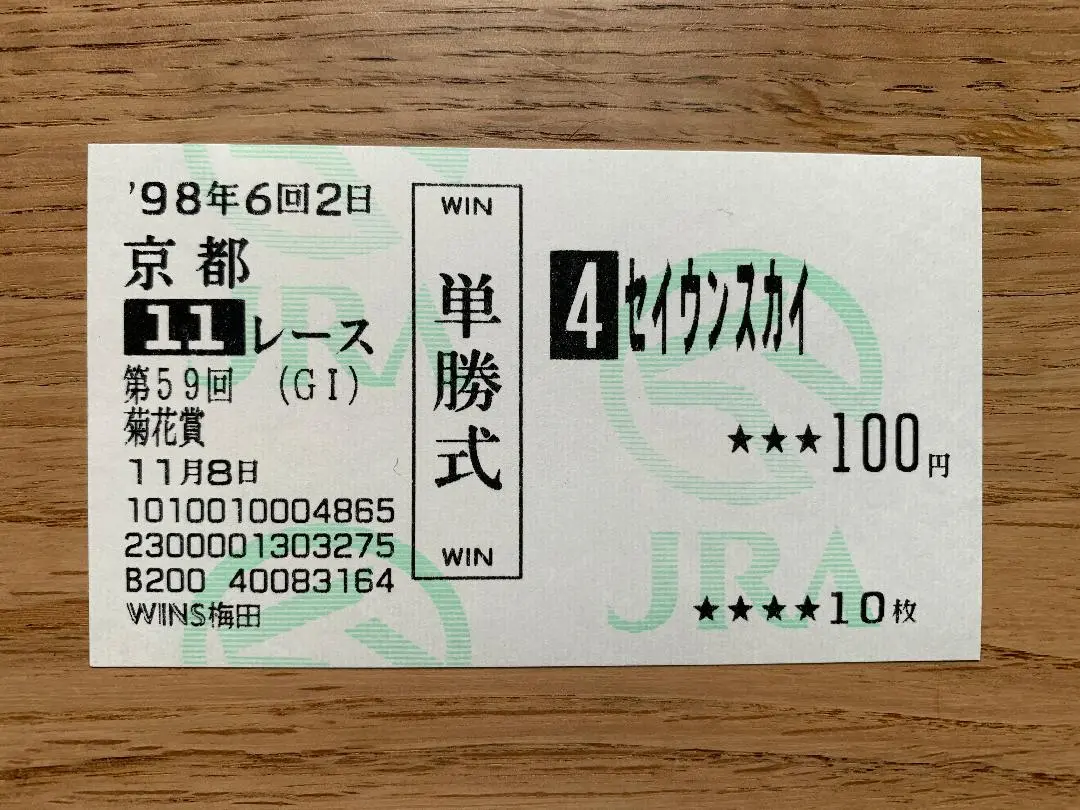 '98年6回2日
京都
11レース
第59回 (GI)
菊花賞
11月8日
1010010004865
2300001303275
B200 40083164
WINS梅田
WIN
単勝式
WIN
4 セイウンスカイ
★★★100円
★★★★10枚
JRA
JRA